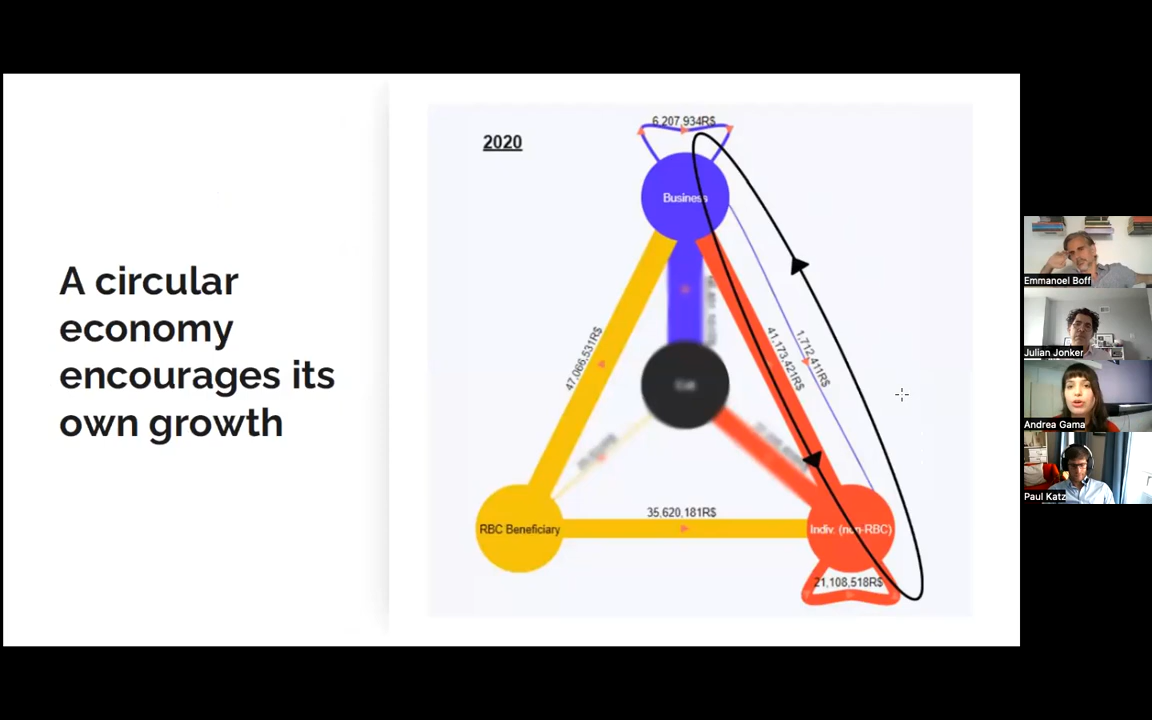 A circular
economy
encourages its
own growth
2020
6,207,934R$
Business
47,066,531R$
41,173,421R$
1,712,411R$
RBC Beneficiary
35,620,181R$
Indiv. (non-RBC)
21,108,518R$
Emmanoel Boff
Julian Jonker
Andrea Gama
Paul Katz